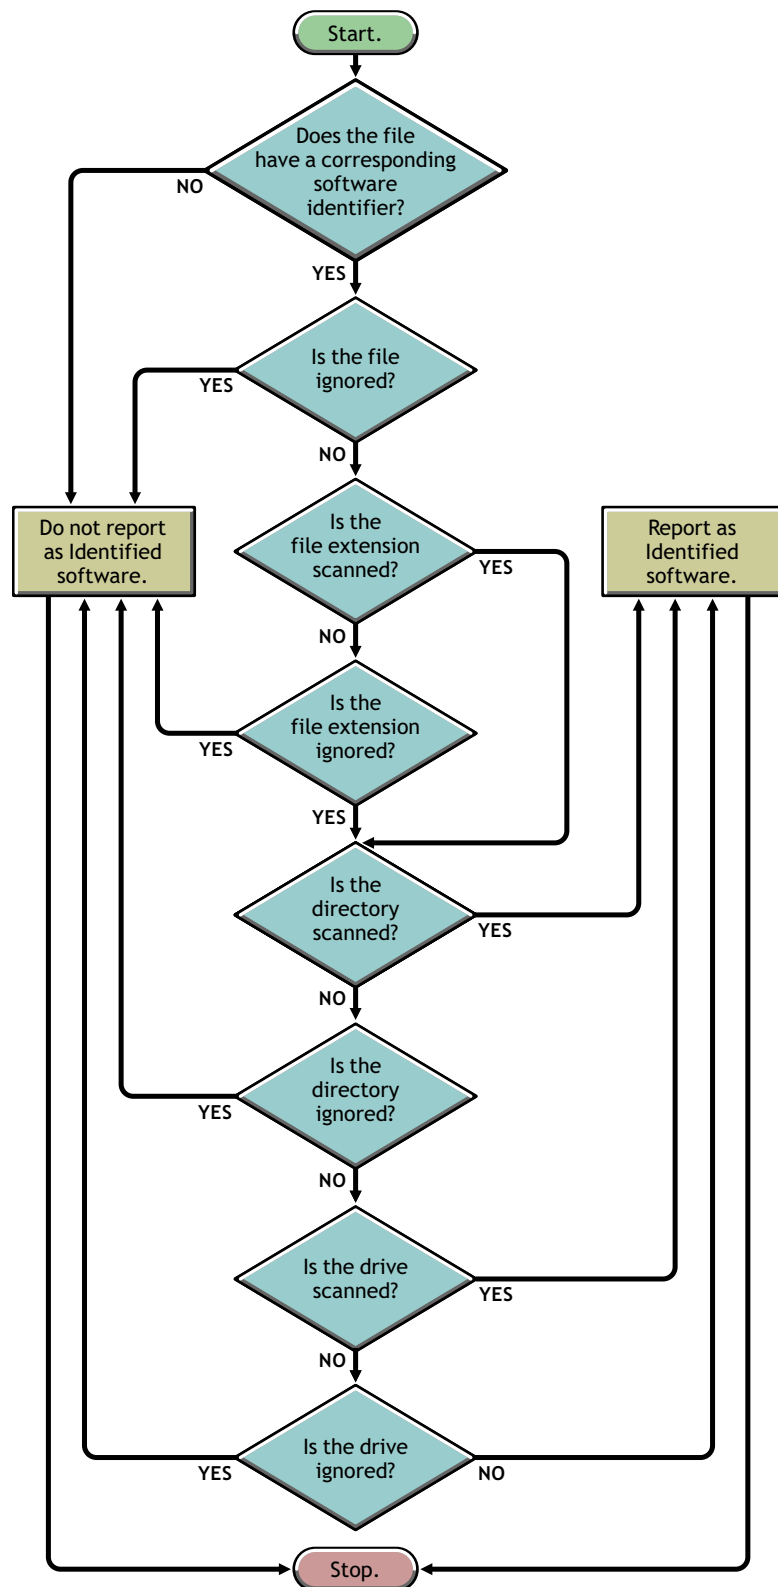 Start.
Does the file
have a corresponding
software
identifier?
NO
YES
Is the file
ignored?
YES
NO
Do not report
as Identified
software.
Is the
file extension
scanned?
YES
Report as
Identified
software.
NO
Is the
file extension
ignored?
YES
YES
Is the
directory
scanned?
YES
NO
Is the
directory
ignored?
YES
NO
Is the drive
scanned?
YES
NO
Is the drive
ignored?
YES
NO
Stop.